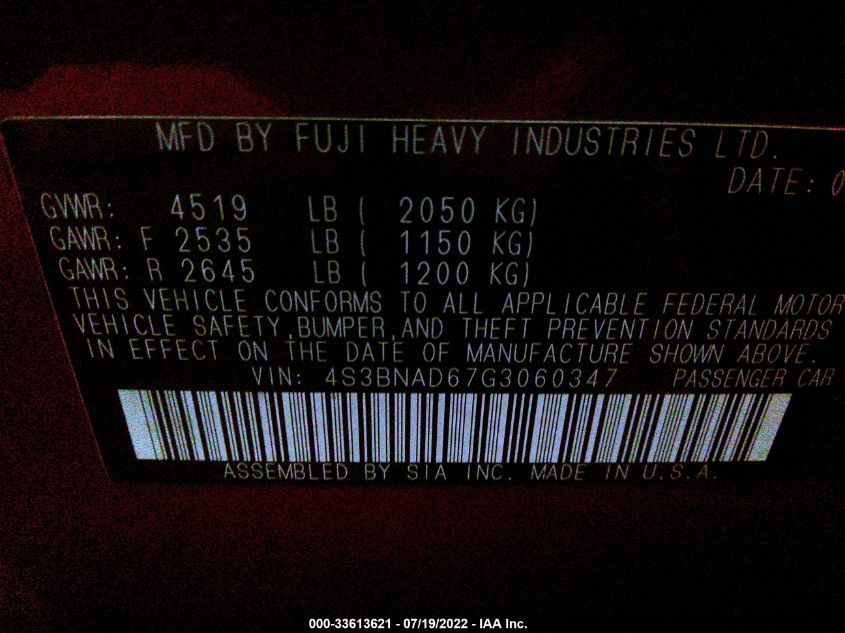 MFD BY FUJI HEAVY INDUSTRIES LTD.
DATE: 0
GVWR: 4519 LB ( 2050 KG)
GAWR: F 2535 LB ( 1150 KG)
GAWR: R 2645 LB ( 1200 KG)
THIS VEHICLE CONFORMS TO ALL APPLICABLE FEDERAL MOTOR
VEHICLE SAFETY,BUMPER,AND THEFT PREVENTION STANDARDS
IN EFFECT ON THE DATE OF MANUFACTURE SHOWN ABOVE.
VIN: 4S3BNAD67G3060347 PASSENGER CAR
ASSEMBLED BY SIA INC. MADE IN U.S.A.
000-33613621 - 07/19/2022 - IAA Inc.